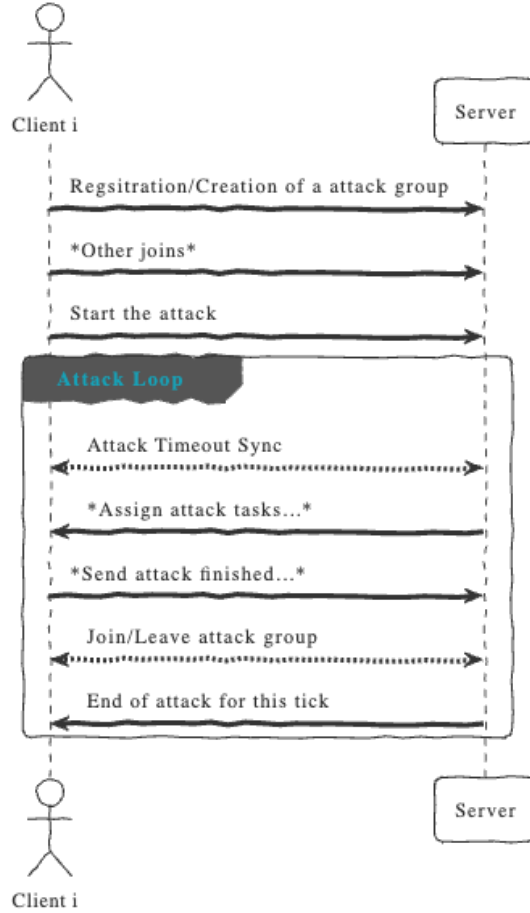 Client i
Server
Regsitration/Creation of a attack group
*Other joins*
Start the attack
Attack Loop
Attack Timeout Sync
*Assign attack tasks...*
*Send attack finished...*
Join/Leave attack group
End of attack for this tick
Server
Client i